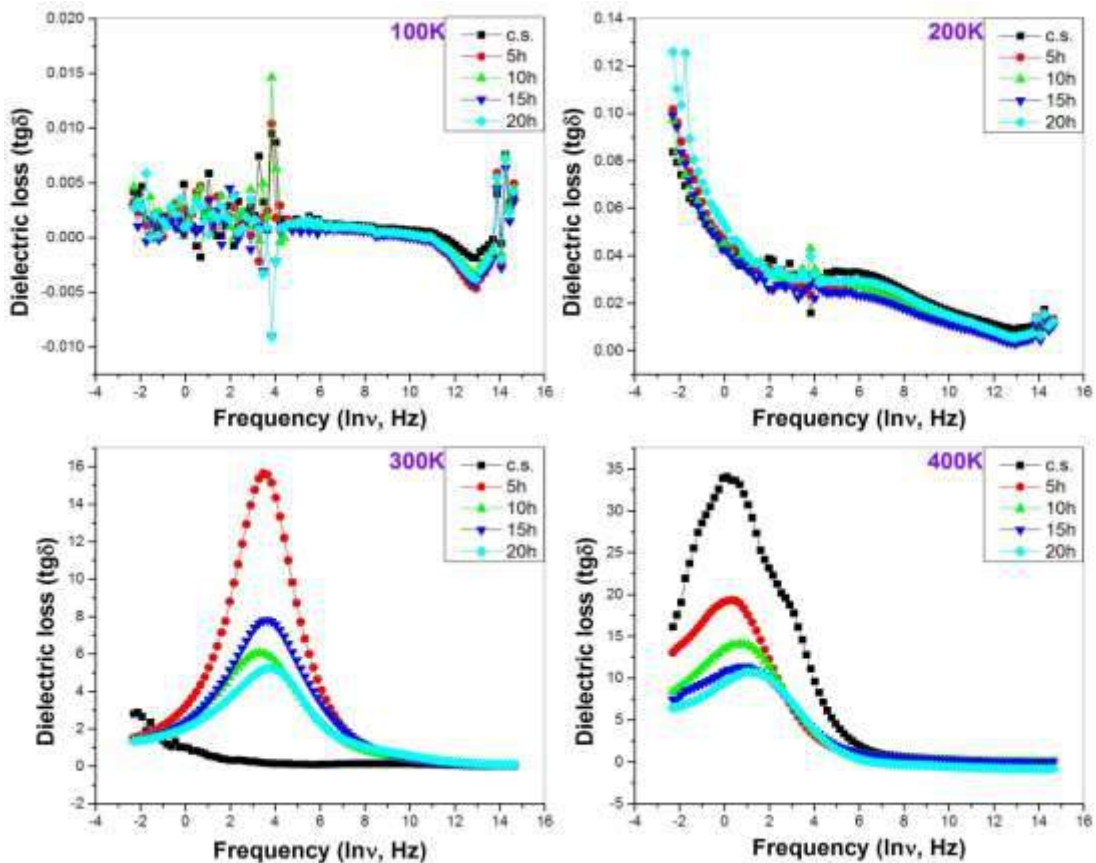 100K
c.s.
5h
10h
15h
20h
0.020
0.015
0.010
0.005
0.000
-0.005
-0.010
Dielectric loss (tgδ)
-4 -2 0 2 4 6 8 10 12 14 16
Frequency (lnν, Hz)
200K
c.s.
5h
10h
15h
20h
0.14
0.12
0.10
0.08
0.06
0.04
0.02
0.00
Dielectric loss (tgδ)
-4 -2 0 2 4 6 8 10 12 14 16
Frequency (lnν, Hz)
300K
c.s.
5h
10h
15h
20h
16
14
12
10
8
6
4
2
0
-2
Dielectric loss (tgδ)
-4 -2 0 2 4 6 8 10 12 14 16
Frequency (lnν, Hz)
400K
c.s.
5h
10h
15h
20h
35
30
25
20
15
10
5
0
-5
Dielectric loss (tgδ)
-4 -2 0 2 4 6 8 10 12 14 16
Frequency (lnν, Hz)